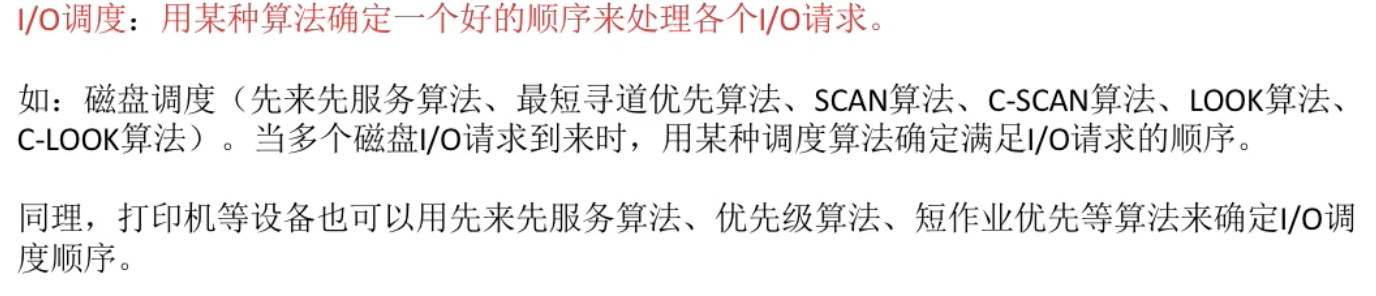 I/O调度：用某种算法确定一个好的顺序来处理各个I/O请求。
如：磁盘调度（先来先服务算法、最短寻道优先算法、SCAN算法、C-SCAN算法、LOOK算法、
C-LOOK算法）。当多个磁盘I/O请求到来时，用某种调度算法确定满足I/O请求的顺序。
同理，打印机等设备也可以用先来先服务算法、优先级算法、短作业优先等算法来确定I/O调
度顺序。